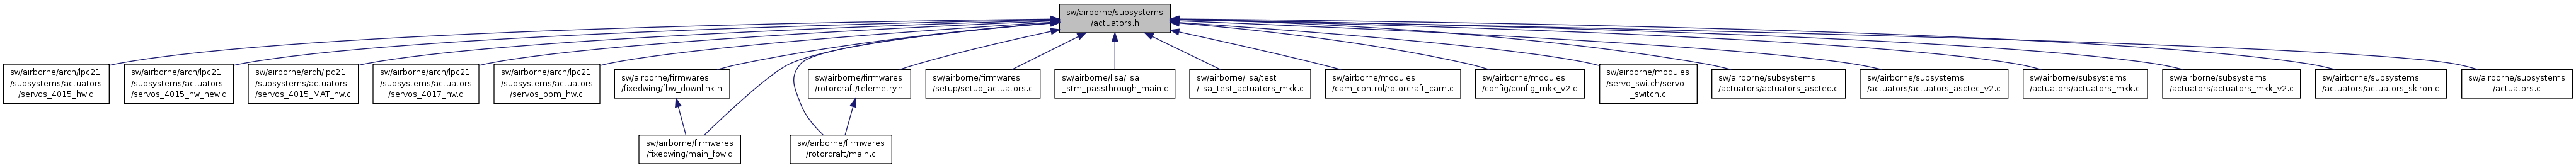 sw/airborne/subsystems
/actuators.h
sw/airborne/arch/lpc21
/subsystems/actuators
/servos_4015_hw.c
sw/airborne/arch/lpc21
/subsystems/actuators
/servos_4015_hw_new.c
sw/airborne/arch/lpc21
/subsystems/actuators
/servos_4015_MAT_hw.c
sw/airborne/arch/lpc21
/subsystems/actuators
/servos_4017_hw.c
sw/airborne/arch/lpc21
/subsystems/actuators
/servos_ppm_hw.c
sw/airborne/firmwares
/fixedwing/fbw_downlink.h
sw/airborne/firmwares
/rotorcraft/telemetry.h
sw/airborne/firmwares
/setup/setup_actuators.c
sw/airborne/lisa/lisa
_stm_passthrough_main.c
sw/airborne/lisa/test
/lisa_test_actuators_mkk.c
sw/airborne/modules
/cam_control/rotorcraft_cam.c
sw/airborne/modules
/config/config_mkk_v2.c
sw/airborne/modules
/servo_switch/servo
_switch.c
sw/airborne/subsystems
/actuators/actuators_asctec.c
sw/airborne/subsystems
/actuators/actuators_asctec_v2.c
sw/airborne/subsystems
/actuators/actuators_mkk.c
sw/airborne/subsystems
/actuators/actuators_mkk_v2.c
sw/airborne/subsystems
/actuators/actuators_skiron.c
sw/airborne/subsystems
/actuators.c
sw/airborne/firmwares
/fixedwing/main_fbw.c
sw/airborne/firmwares
/rotorcraft/main.c